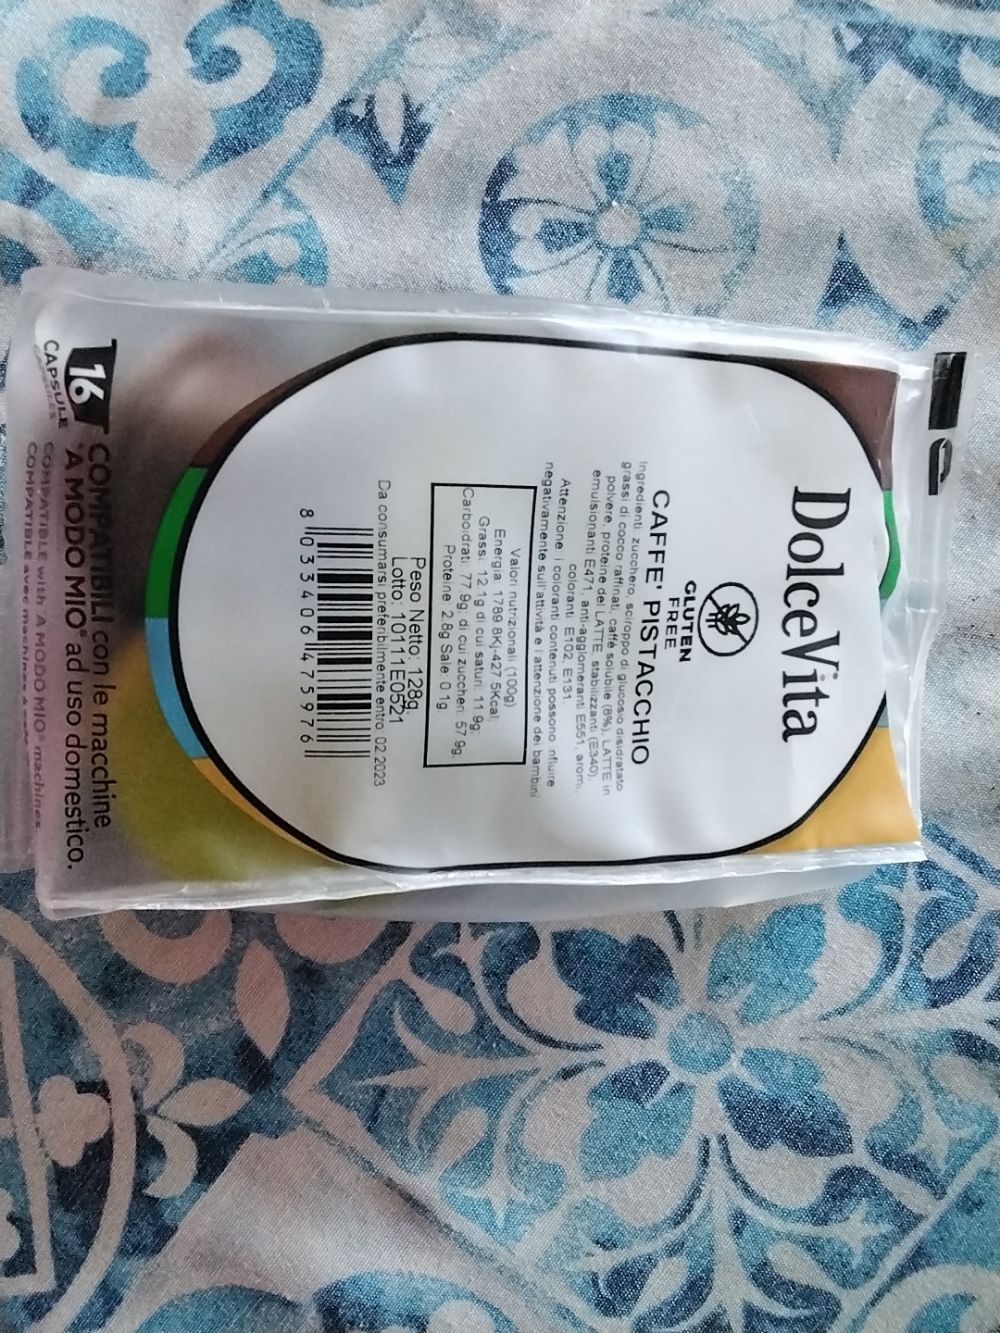 DolceVita
GLUTEN
FREE
CAFFE' PISTACCHIO
Ingredienti: zucchero, sciroppo di glucosio disidratato
grassi di cocco raffinati, caffè solubile (8%), LATTE in
polvere, proteine del LATTE, stabilizzanti (E340),
emulsionanti E471, anti-agglomeranti E551, aromi,
coloranti: E102, E131.
Attenzione: i coloranti contenuti possono nfluire
negativamente sull'attività e l attenzione dei bambini
Valori nutrizionali (100g)
Energia: 1789.8Kj-427.5Kcal;
Grassi: 12.1g di cui saturi: 11.9g;
Carbodrati: 77.9g; di cui zuccheri: 57.9g;
Proteine: 2.8g Sale: 0.1g;
Peso Netto: 128g.
Lotto: 10111E0521
Da consumarsi preferibilmente entro: 02.2023
8 033406 475976
16
CAPSULE
COMPATIBILI con le macchine
"A MODO MIO"® ad uso domestico.
COMPATIBLE with A MODO MIO® machines.
COMPATIBLE avec machines A